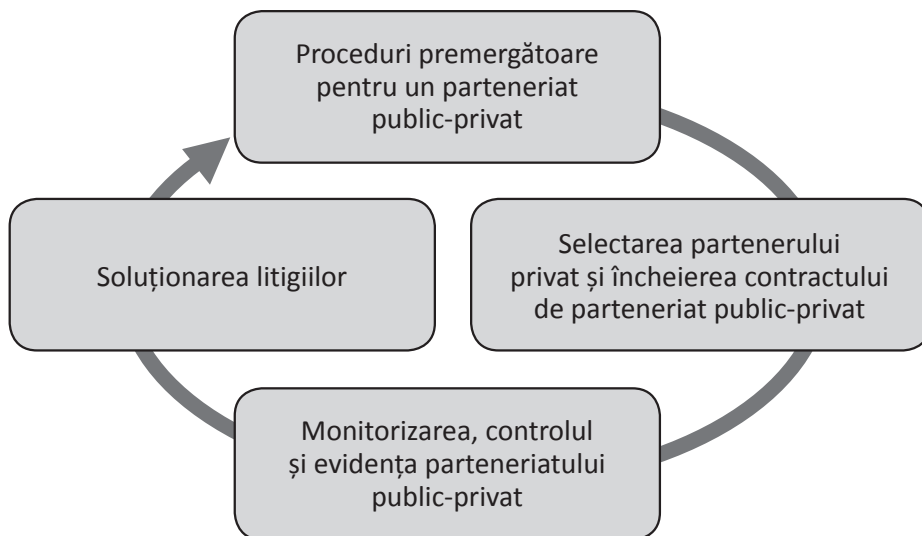 Proceduri premergătoare
pentru un parteneriat
public-privat
Selectarea partenerului
privat și încheierea contractului
de parteneriat public-privat
Monitorizarea, controlul
și evidența parteneriatului
public-privat
Soluționarea litigiilor